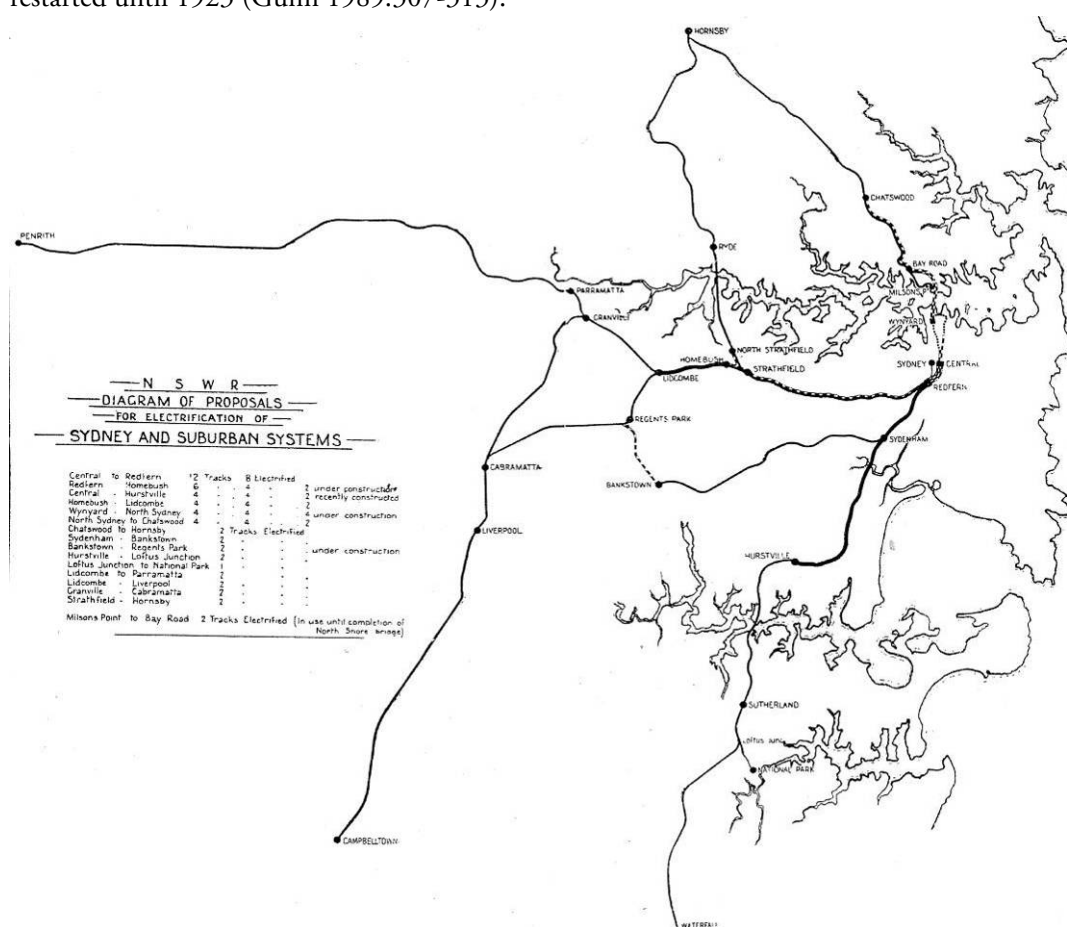 restarted until 1923 (Gunn 1989:307-313).
HORNSBY
CHATSWOOD
PENRITH
RYDE
BAY ROAD
MILSONS PT
PARRAMATTA
GRANVILLE
WYNYARD
NORTH STRATHFIELD
HOMEBUSH
STRATHFIELD
SYDNEY
CENTRAL
LIDCOMBE
REDFERN
REGENTS PARK
SYDENHAM
CABRAMATTA
BANKSTOWN
LIVERPOOL
HURSTVILLE
SUTHERLAND
Loftus Junc
NATIONAL PARK
CAMPBELLTOWN
WATERFALL
N S W R
DIAGRAM OF PROPOSALS
FOR ELECTRIFICATION OF
SYDNEY AND SUBURBAN SYSTEMS
Central to Redfern 12 Tracks 8 Electrified
Redfern Homebush 6 . . 4 . . 2 under construction
Central - Hurstville 4 . . 4 . . 2 recently constructed
Homebush - Lidcombe 4 . . 4 . . 2
Wynyard - North Sydney 4 . . 4 . . 4 under construction
North Sydney to Chatswood 4 . . 4 . . 2
Chatswood to Hornsby 2 Tracks Electrified
Sydenham - Bankstown 2
Bankstown - Regents Park 2 under construction
Hurstville - Loftus Junction 2
Loftus Junction to National Park 1
Lidcombe to Parramatta 2
Lidcombe - Liverpool 2
Granville - Cabramatta 2
Strathfield - Hornsby 2
Milsons Point to Bay Road 2 Tracks Electrified (in use until completion of
North Shore Bridge)